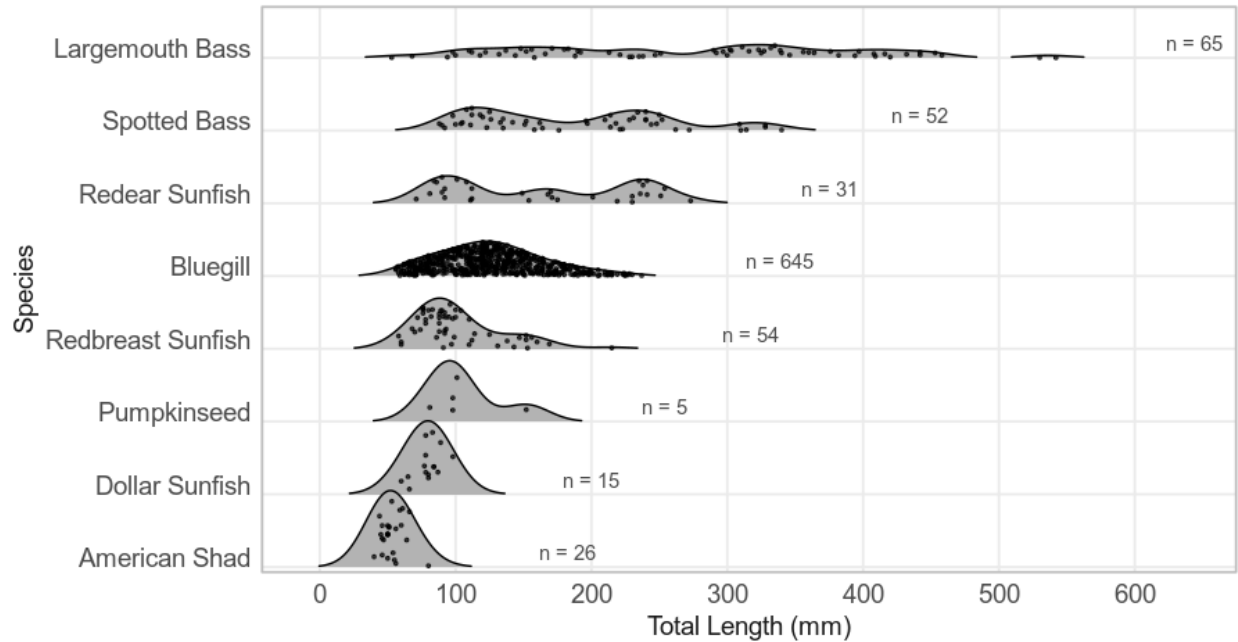 Largemouth Bass
n = 65
Spotted Bass
n = 52
Redear Sunfish
n = 31
Bluegill
n = 645
Redbreast Sunfish
n = 54
Pumpkinseed
n = 5
Dollar Sunfish
n = 15
American Shad
n = 26
Species
0 100 200 300 400 500 600
Total Length (mm)